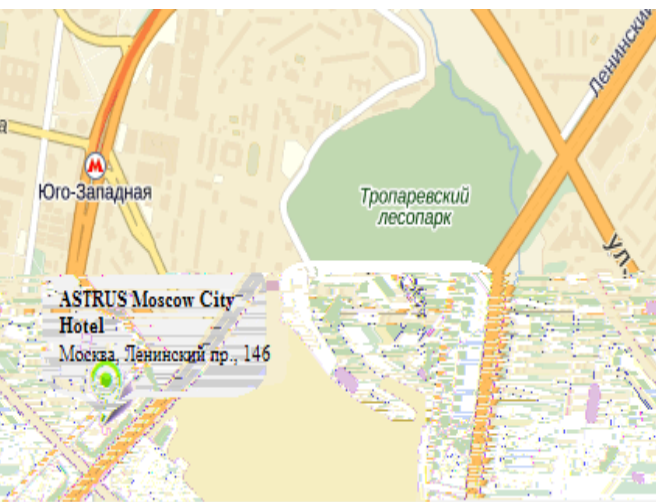 Ленинский
Юго-Западная
Тропаревский
лесопарк
ул.
ASTRUS Moscow City
Hotel
Москва, Ленинский пр., 146